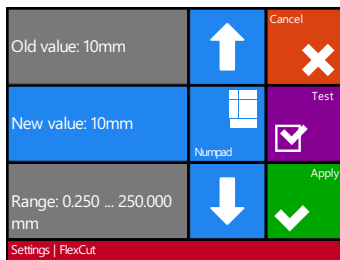 Old value: 10mm
Cancel
New value: 10mm
Numpad
Test
Range: 0.250 ... 250.000
mm
Apply
Settings | FlexCut